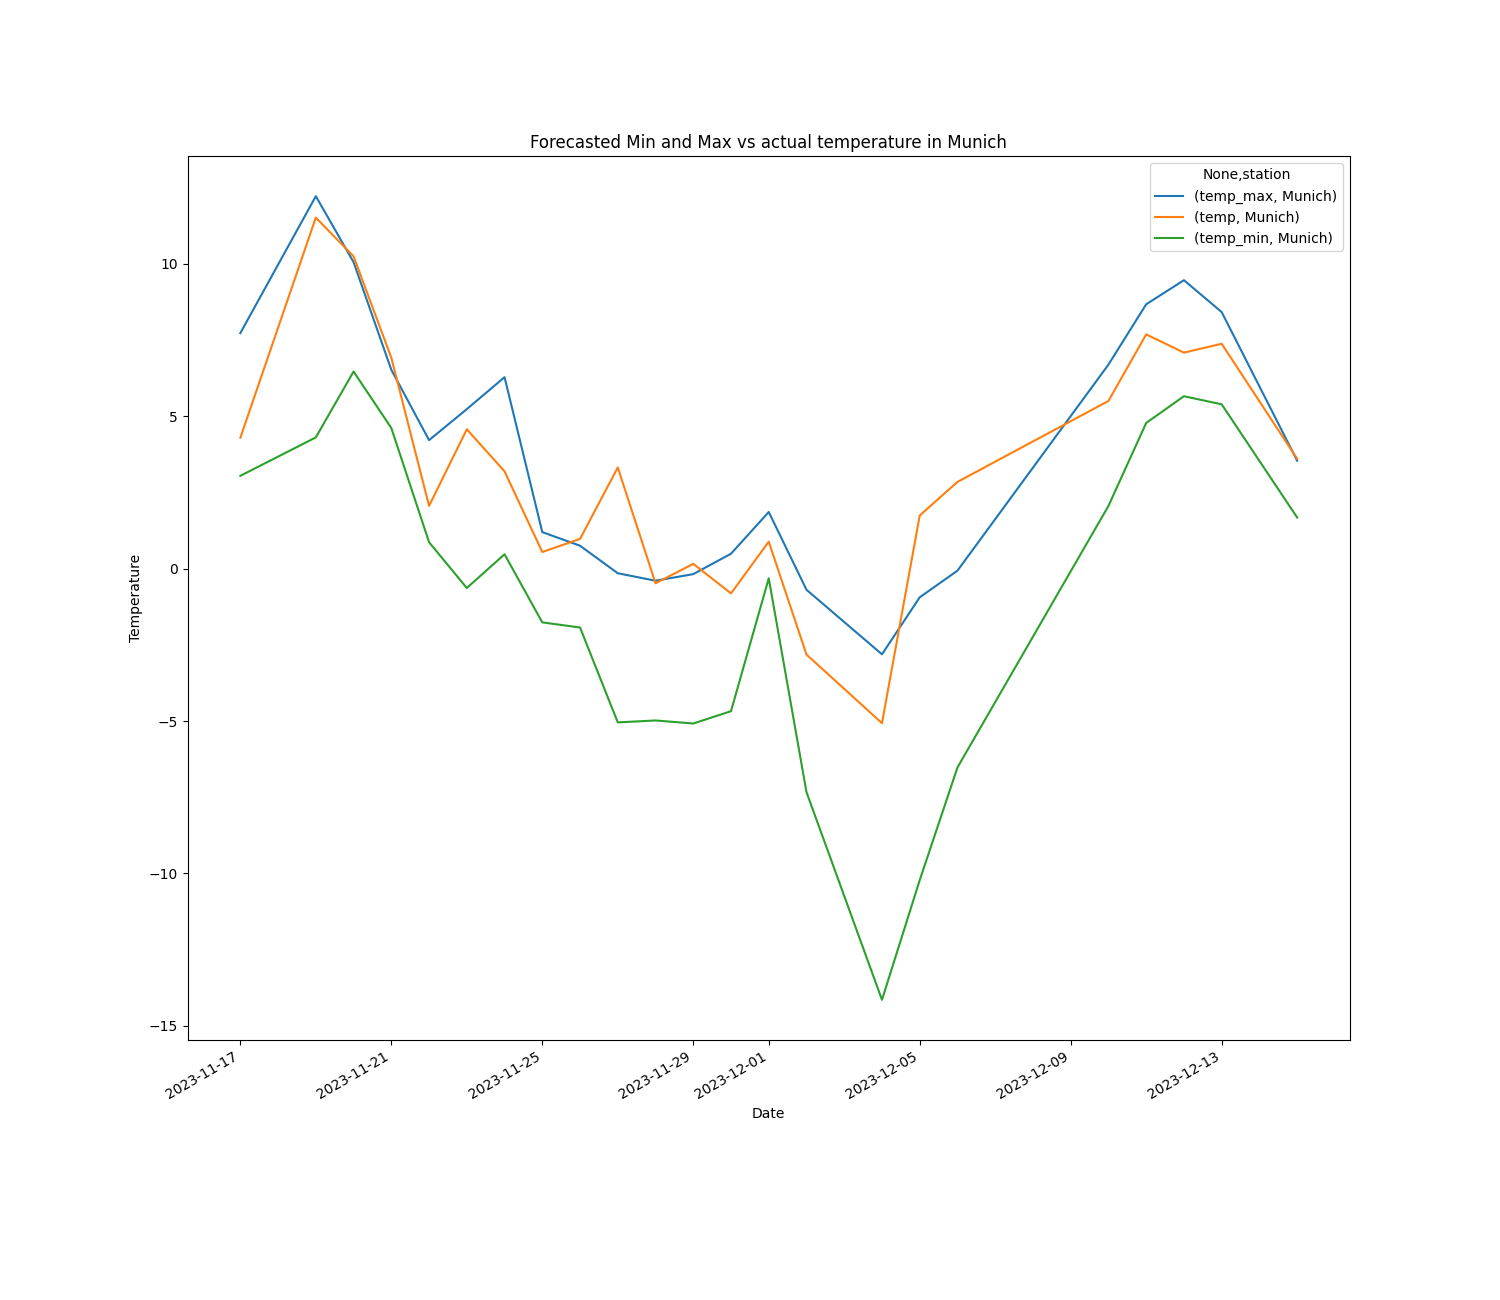 Forecasted Min and Max vs actual temperature in Munich
None,station
(temp_max, Munich)
(temp, Munich)
(temp_min, Munich)
10
5
0
−5
−10
−15
Temperature
2023-11-17
2023-11-21
2023-11-25
2023-11-29
2023-12-01
2023-12-05
2023-12-09
2023-12-13
Date